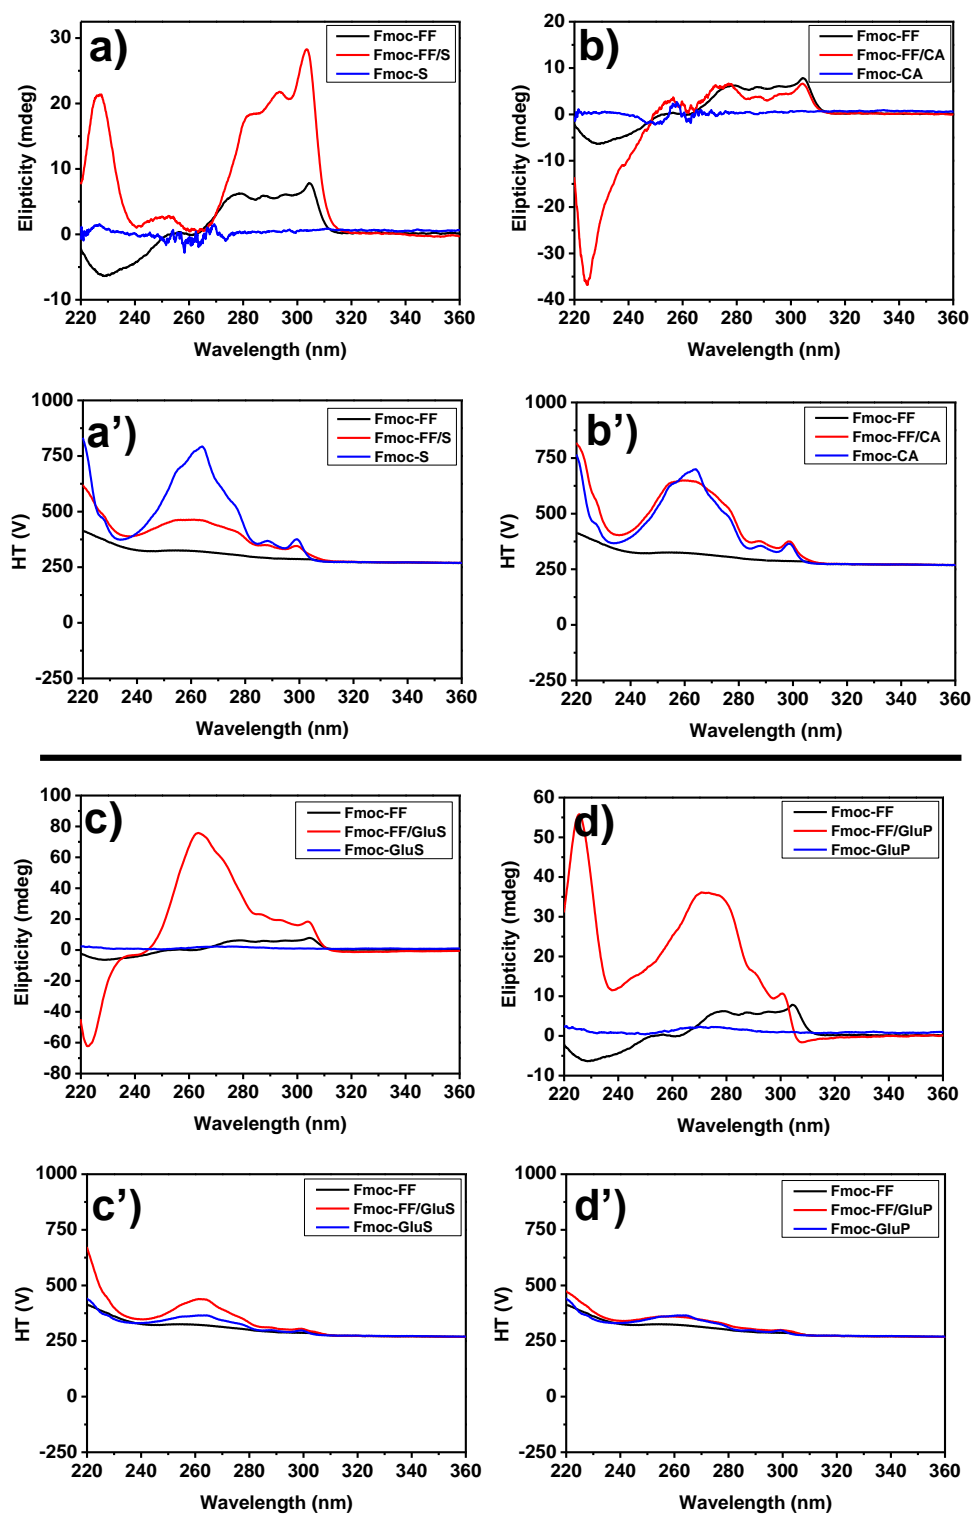 a)
Fmoc-FF
Fmoc-FF/S
Fmoc-S
30
20
10
0
-10
Elipticity (mdeg)
220 240 260 280 300 320 340 360
Wavelength (nm)
b)
Fmoc-FF
Fmoc-FF/CA
Fmoc-CA
20
10
0
-10
-20
-30
-40
Elipticity (mdeg)
220 240 260 280 300 320 340 360
Wavelength (nm)
a’)
Fmoc-FF
Fmoc-FF/S
Fmoc-S
1000
750
500
250
0
-250
HT (V)
220 240 260 280 300 320 340 360
Wavelength (nm)
b’)
Fmoc-FF
Fmoc-FF/CA
Fmoc-CA
1000
750
500
250
0
-250
HT (V)
220 240 260 280 300 320 340 360
Wavelength (nm)
c)
Fmoc-FF
Fmoc-FF/GluS
Fmoc-GluS
100
80
60
40
20
0
-20
-40
-60
-80
Elipticity (mdeg)
220 240 260 280 300 320 340 360
Wavelength (nm)
d)
Fmoc-FF
Fmoc-FF/GluP
Fmoc-GluP
60
50
40
30
20
10
0
-10
Elipticity (mdeg)
220 240 260 280 300 320 340 360
Wavelength (nm)
c’)
Fmoc-FF
Fmoc-FF/GluS
Fmoc-GluS
1000
750
500
250
0
-250
HT (V)
220 240 260 280 300 320 340 360
Wavelength (nm)
d’)
Fmoc-FF
Fmoc-FF/GluP
Fmoc-GluP
1000
750
500
250
0
-250
HT (V)
220 240 260 280 300 320 340 360
Wavelength (nm)